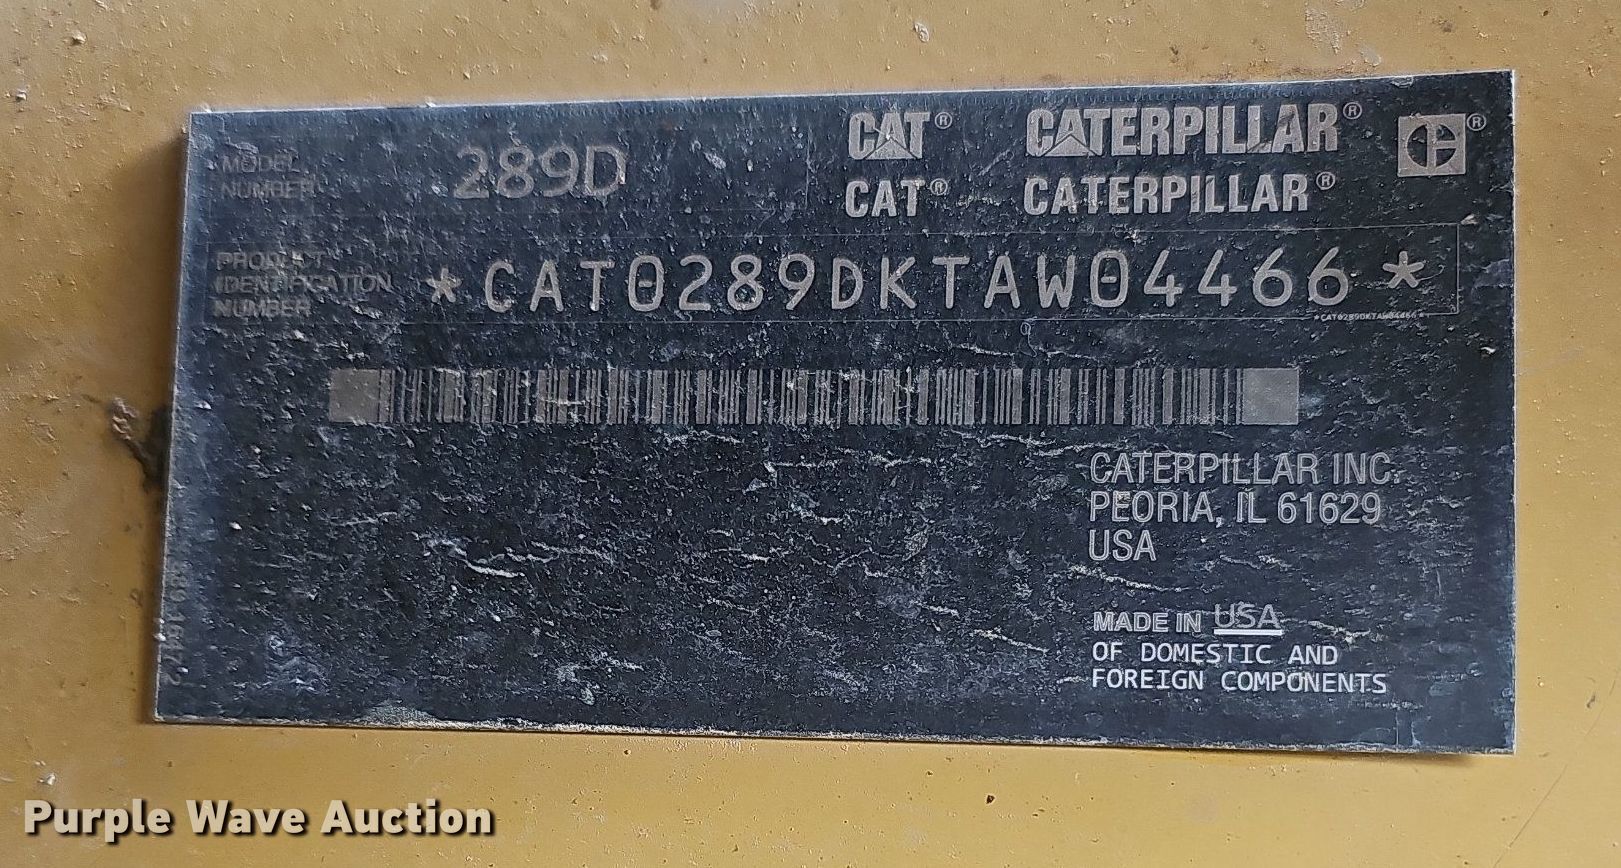 MODEL
NUMBER
289D
CAT® CATERPILLAR®
CAT® CATERPILLAR®
PRODUCT
IDENTIFICATION
NUMBER
*CAT0289DKTAW04466*
*CAT0289DKTAW04466*
CATERPILLAR INC.
PEORIA, IL 61629
USA
MADE IN USA
OF DOMESTIC AND
FOREIGN COMPONENTS
Purple Wave Auction